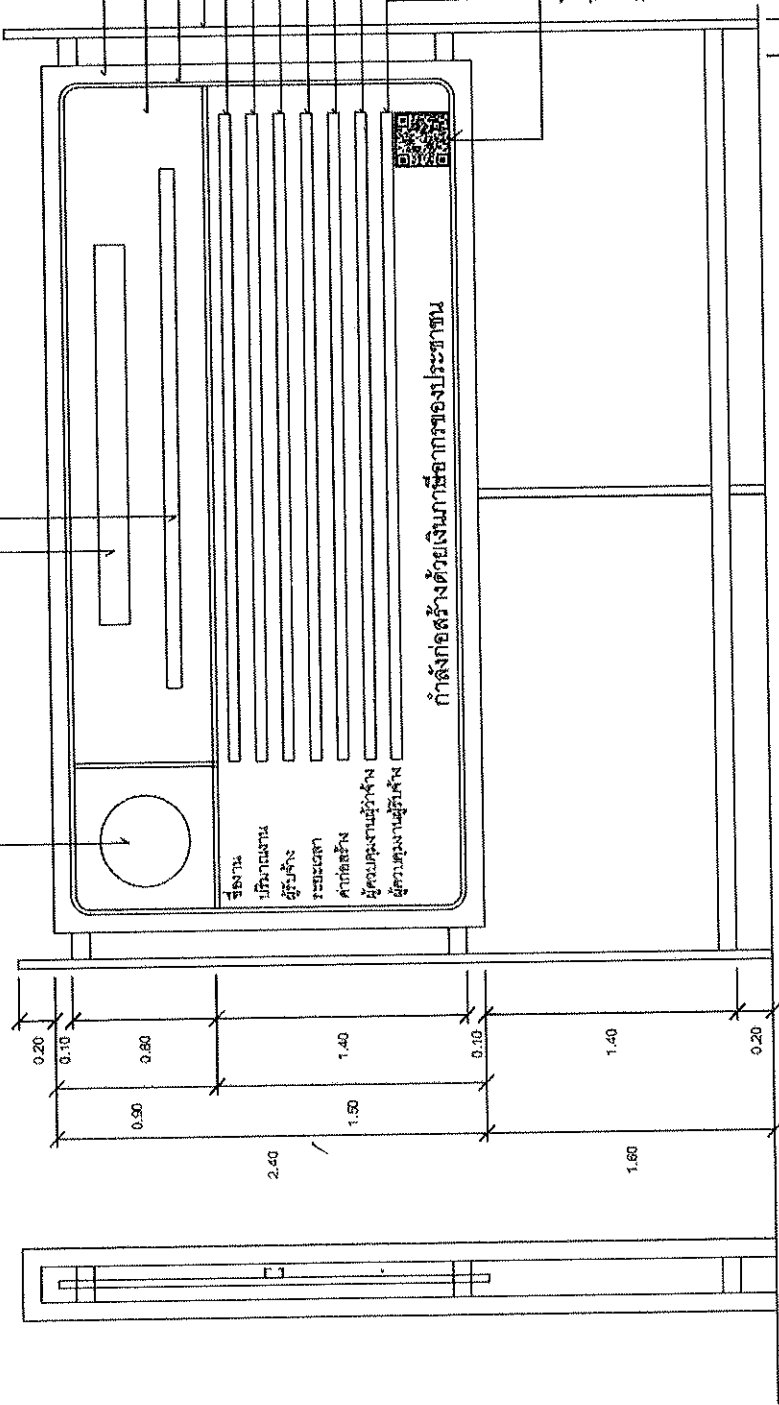 ชื่องาน
ปริมาณงาน
ผู้รับจ้าง
ระยะเวลา
ค่าก่อสร้าง
ผู้ควบคุมงานผู้ว่าจ้าง
ผู้ควบคุมงานผู้รับจ้าง
กำลังก่อสร้างด้วยเงินภาษีอากรของประชาชน
0.20
0.10
0.80
1.40
0.10
1.40
0.20
0.90
1.50
2.40
1.60